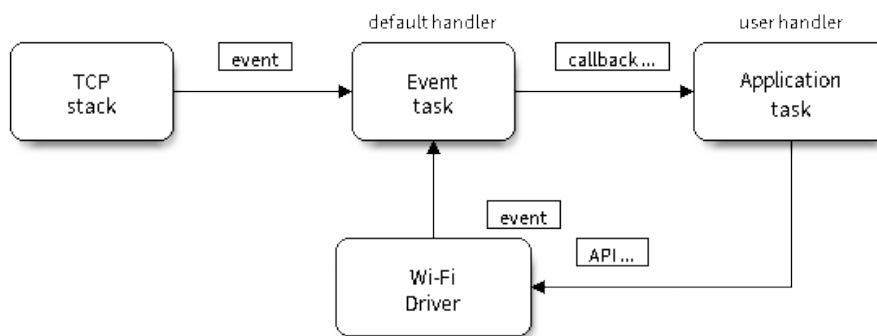 default handler
user handler
event
callback ...
TCP
stack
Event
task
Application
task
event
API ...
Wi-Fi
Driver